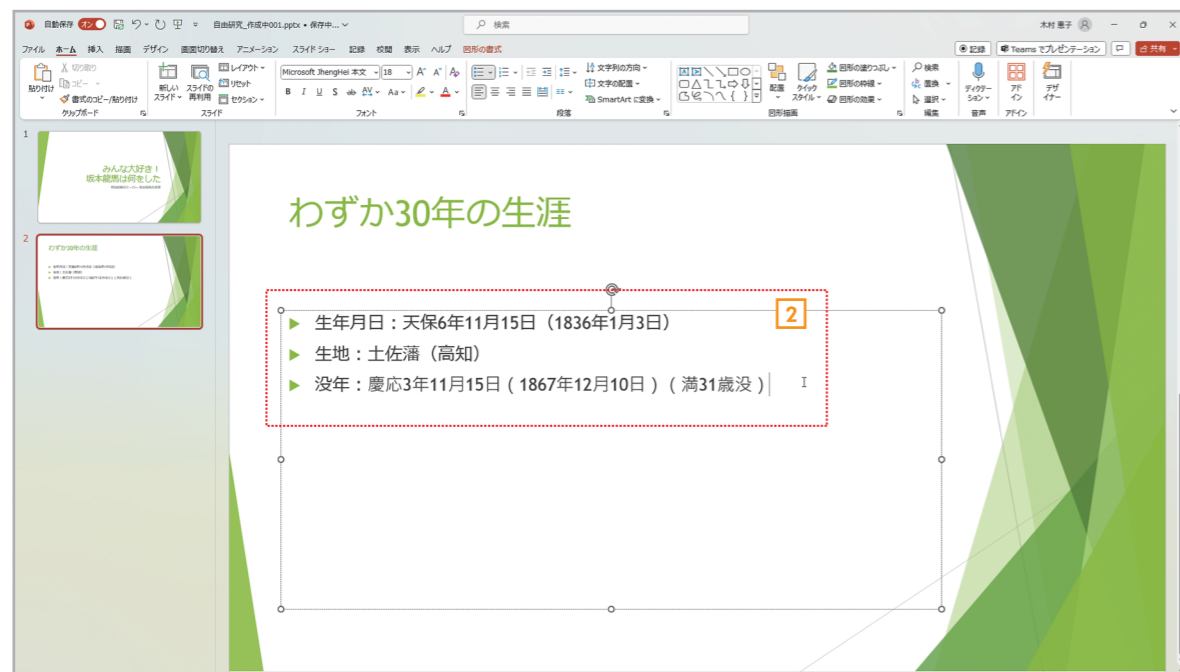 自動保存 オン 自由研究_作成中001.pptx • 保存中... 検索 木村 恵子
ファイル ホーム 挿入 描画 デザイン 画面切り替え アニメーション スライド ショー 記録 校閲 表示 ヘルプ 図形の書式 記録 Teams でプレゼンテーション 共有
貼り付け
切り取り
コピー
書式のコピー/貼り付け
クリップボード
新しい スライド
スライドの 再利用
レイアウト
リセット
セクション
スライド
Microsoft JhengHei 本文 18
B I U S ab AV Aa A
フォント
文字列の方向
文字の配置
SmartArt に変換
段落
配置
クイック スタイル
図形の塗りつぶし
図形の枠線
図形の効果
図形描画
検索
置換
選択
編集
ディクテーション
音声
アドイン
アドイン
デザイナー
1
みんな大好き!
坂本龍馬は何をした
2
わずか30年の生涯
わずか30年の生涯
2
生年月日:天保6年11月15日(1836年1月3日)
生地:土佐藩(高知)
没年:慶応3年11月15日(1867年12月10日)(満31歳没)